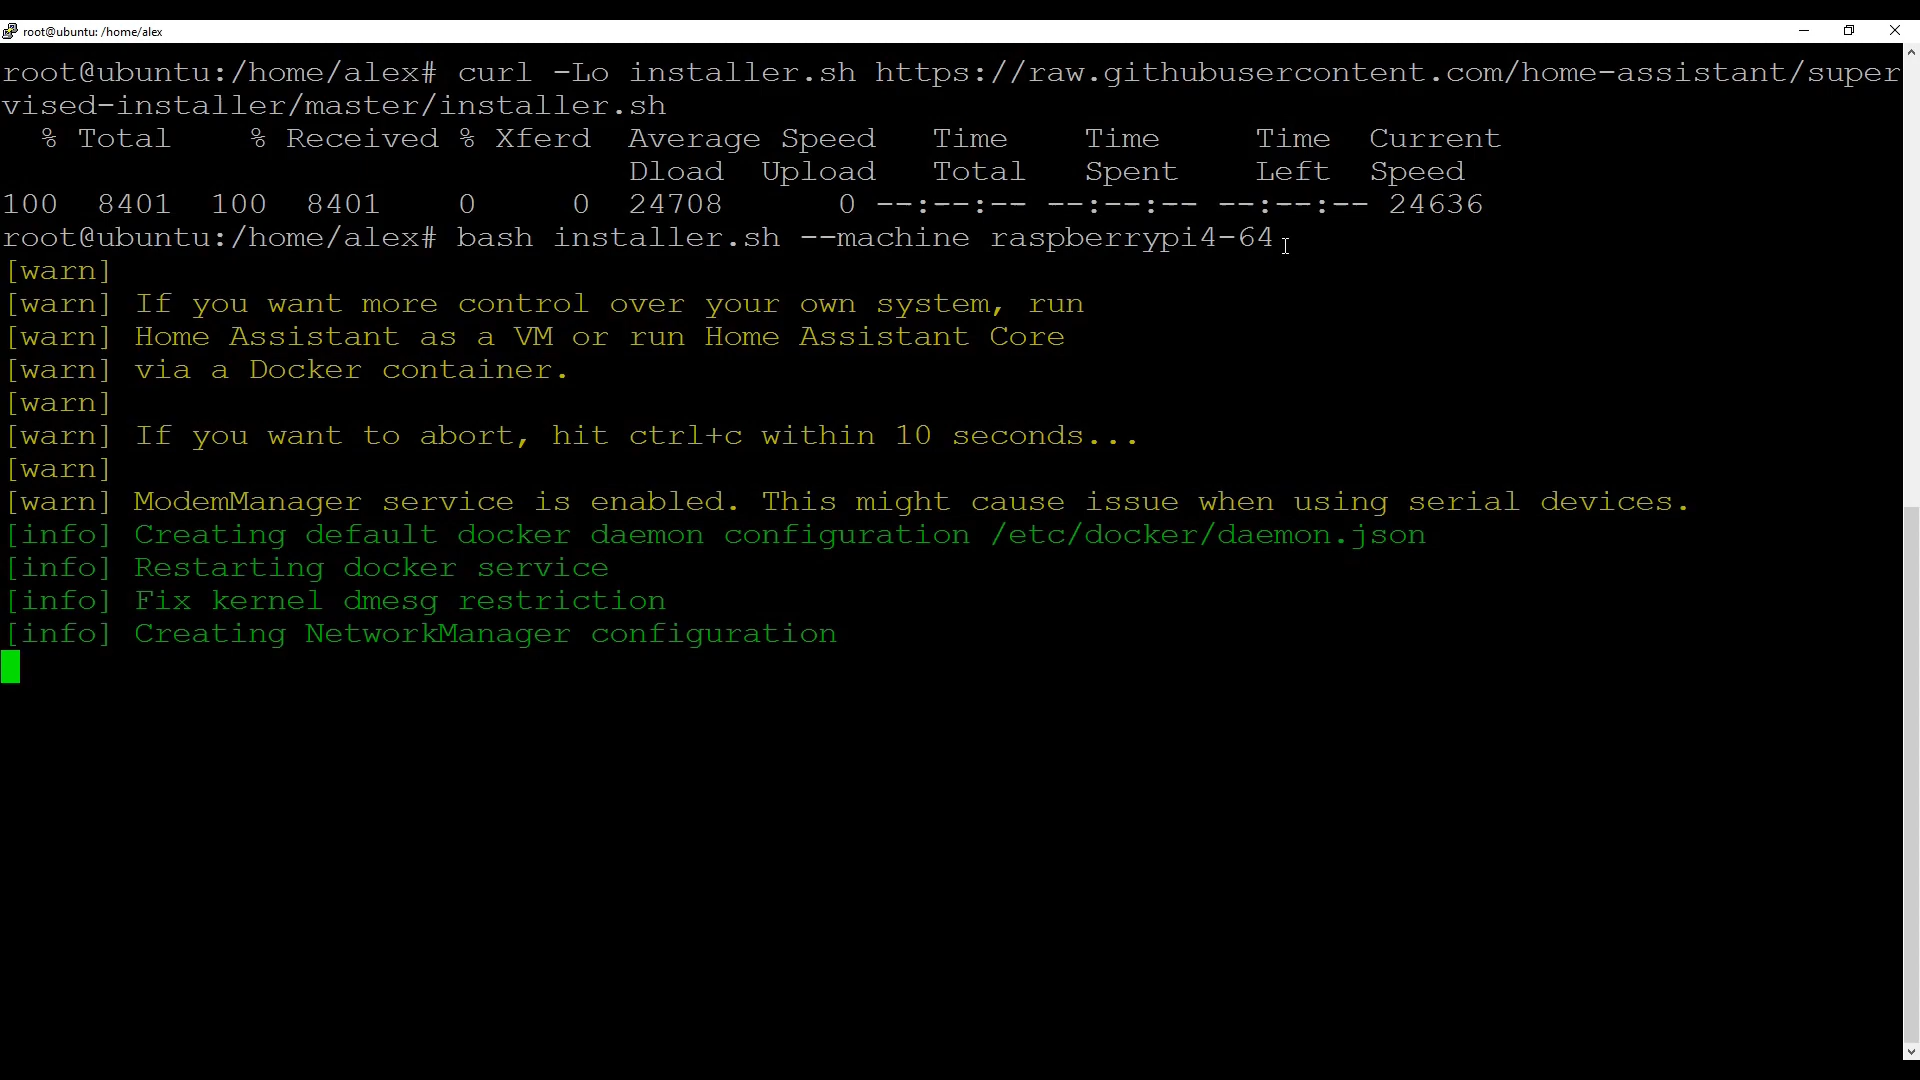 root@ubuntu: /home/alex
root@ubuntu:/home/alex# curl -Lo installer.sh https://raw.githubusercontent.com/home-assistant/super
vised-installer/master/installer.sh
  % Total    % Received % Xferd  Average Speed   Time    Time     Time  Current
                                 Dload  Upload   Total   Spent    Left  Speed
100  8401  100  8401    0     0  24708      0 --:--:-- --:--:-- --:--:-- 24636
root@ubuntu:/home/alex# bash installer.sh --machine raspberrypi4-64
[warn]
[warn] If you want more control over your own system, run
[warn] Home Assistant as a VM or run Home Assistant Core
[warn] via a Docker container.
[warn]
[warn] If you want to abort, hit ctrl+c within 10 seconds...
[warn]
[warn] ModemManager service is enabled. This might cause issue when using serial devices.
[info] Creating default docker daemon configuration /etc/docker/daemon.json
[info] Restarting docker service
[info] Fix kernel dmesg restriction
[info] Creating NetworkManager configuration